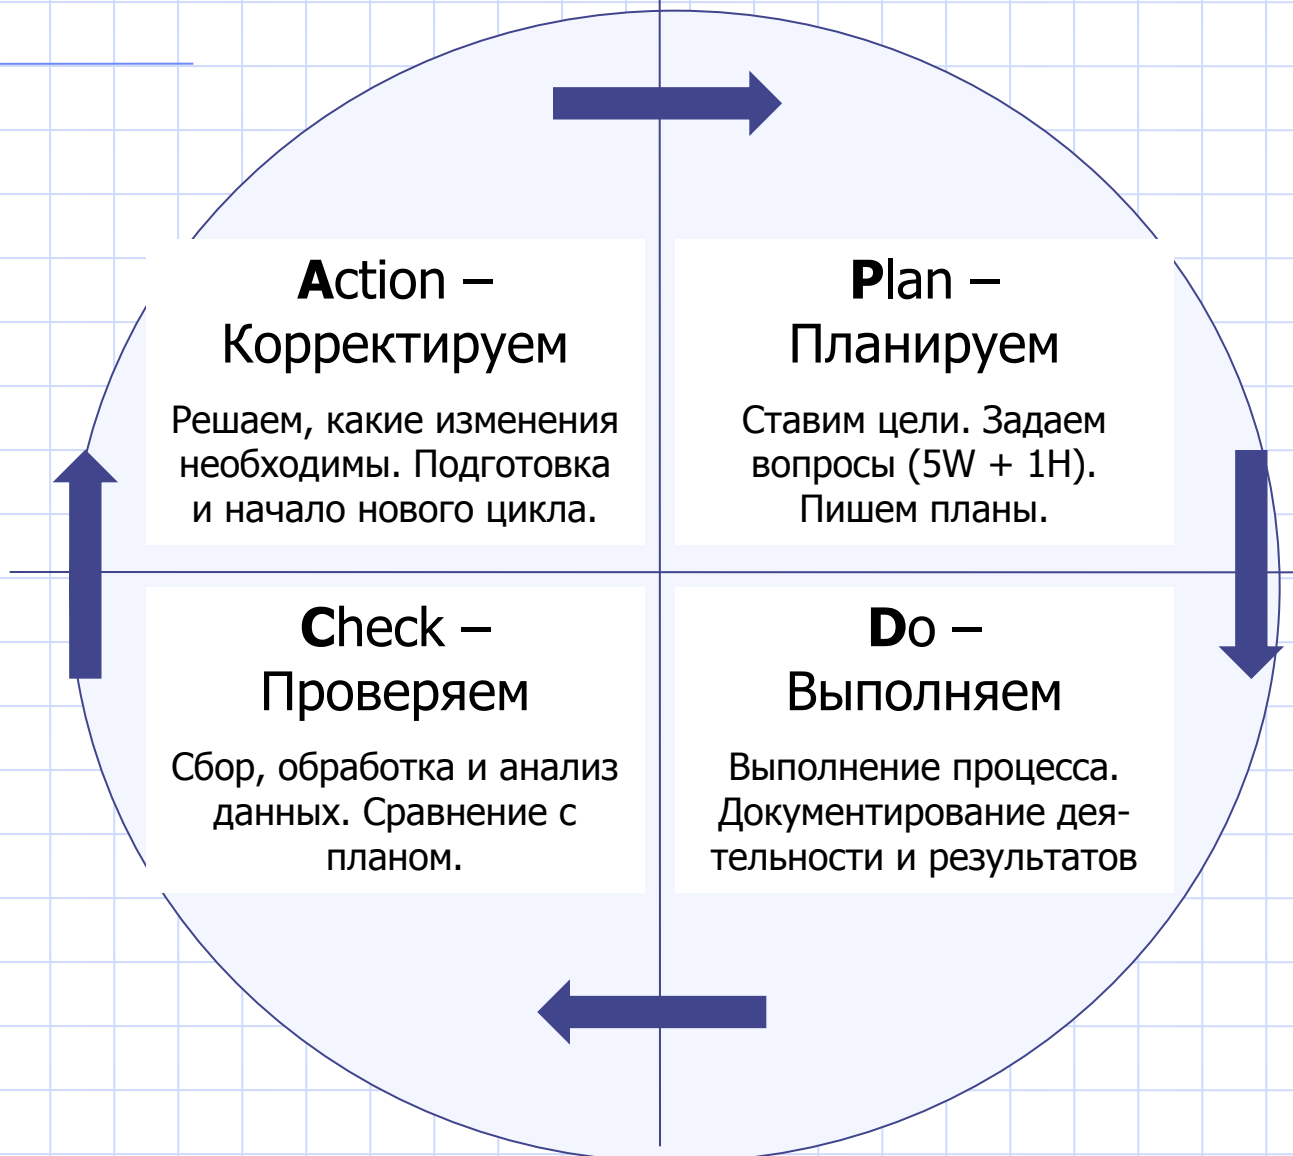 Action –
Корректируем
Решаем, какие изменения
необходимы. Подготовка
и начало нового цикла.
Plan –
Планируем
Ставим цели. Задаем
вопросы (5W + 1H).
Пишем планы.
Check –
Проверяем
Сбор, обработка и анализ
данных. Сравнение с
планом.
Do –
Выполняем
Выполнение процесса.
Документирование дея-
тельности и результатов